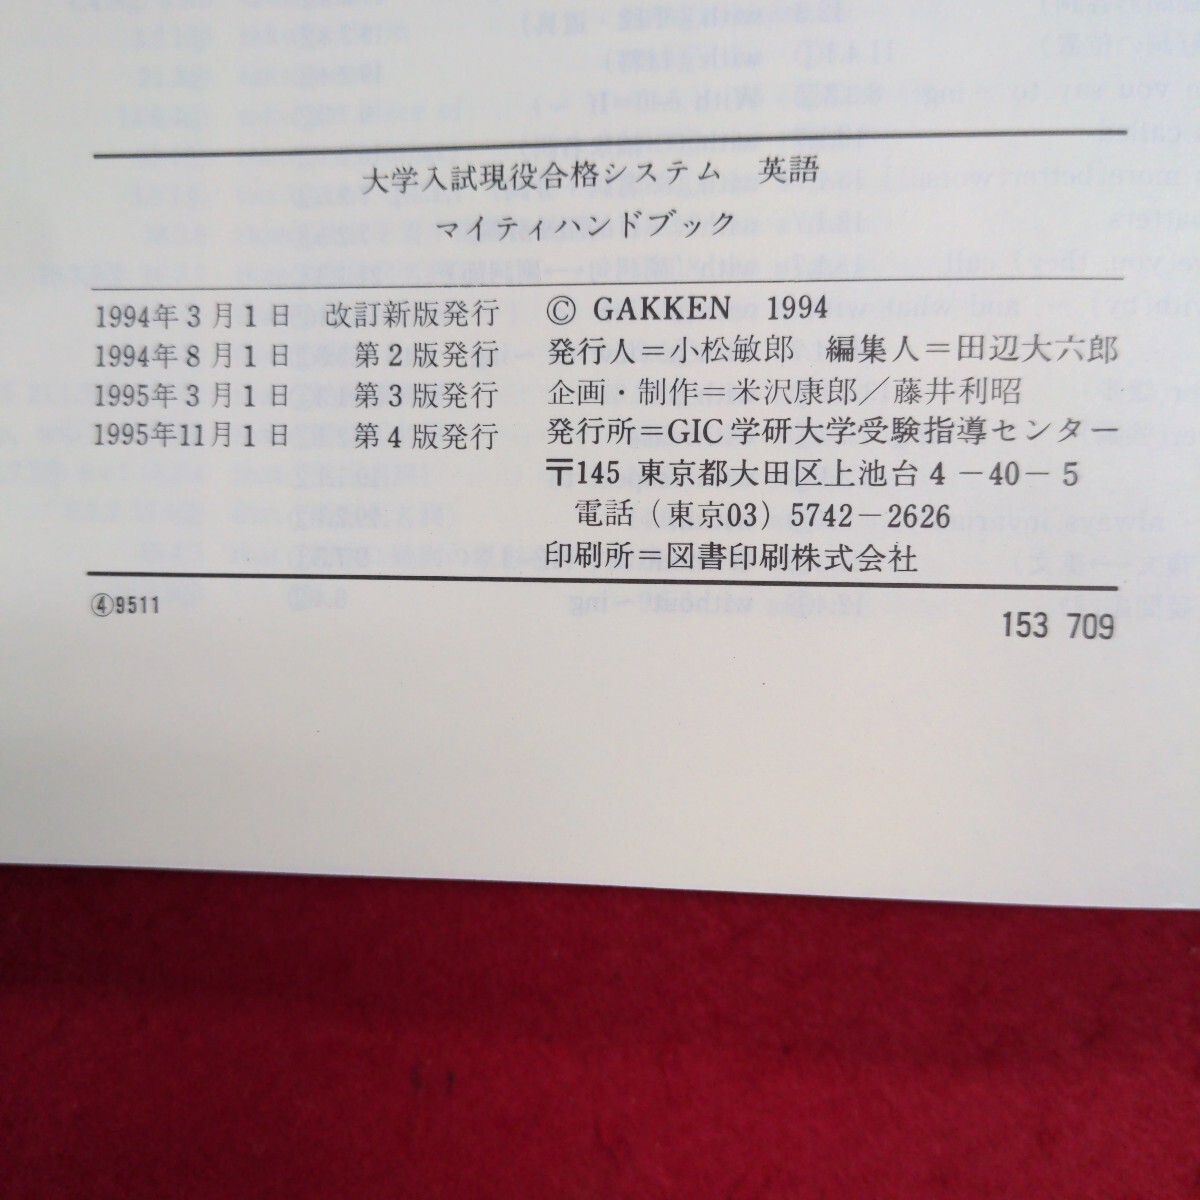 大学入試現役合格システム　英語
マイティハンドブック
1994年3月1日　改訂新版発行
1994年8月1日　第2版発行
1995年3月1日　第3版発行
1995年11月1日　第4版発行
© GAKKEN 1994
発行人＝小松敏郎　編集人＝田辺大六郎
企画・制作＝米沢康郎／藤井利昭
発行所＝GIC学研大学受験指導センター
〒145 東京都大田区上池台4－40－5
電話（東京03）5742－2626
印刷所＝図書印刷株式会社
④9511
153 709